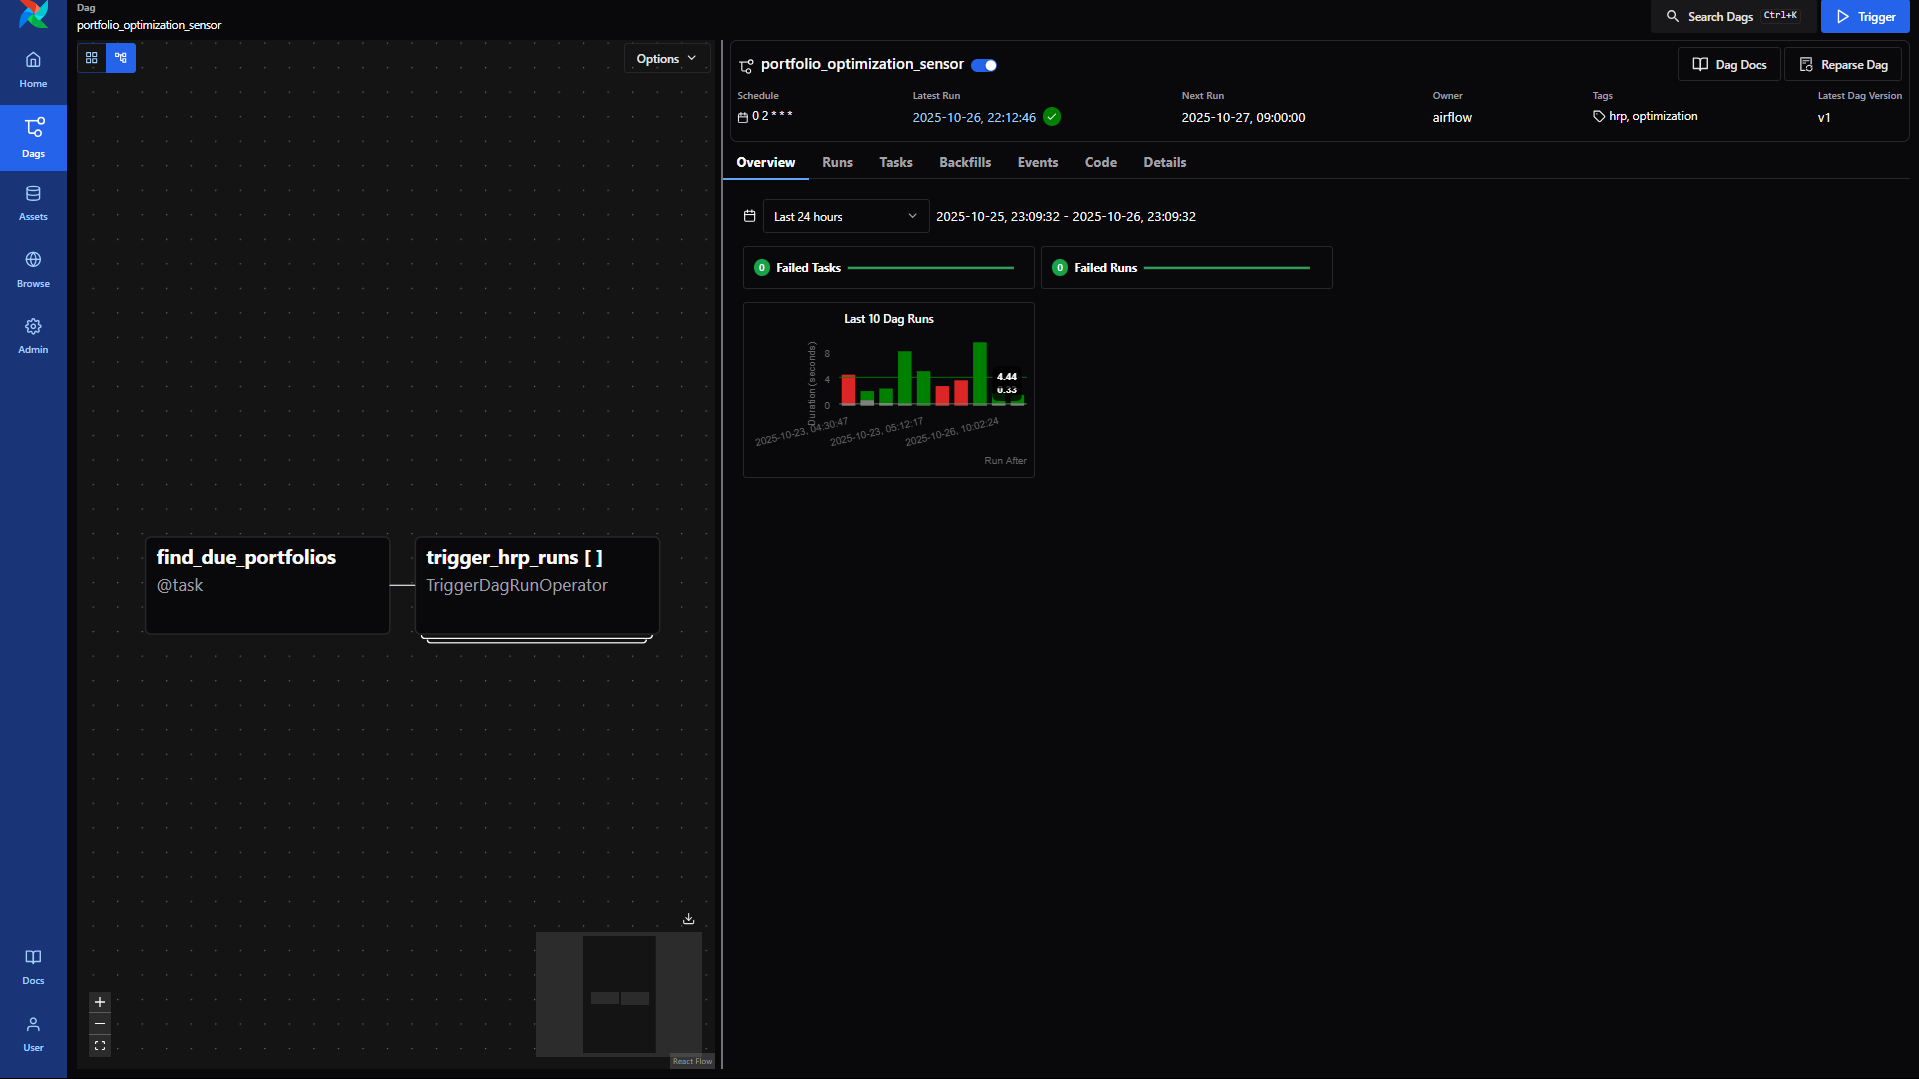 Dag
portfolio_optimization_sensor
Search Dags Ctrl+K
Trigger
Home
Dags
Assets
Browse
Admin
Docs
User
Options
find_due_portfolios
@task
trigger_hrp_runs [ ]
TriggerDagRunOperator
React Flow
portfolio_optimization_sensor
Dag Docs
Reparse Dag
Schedule
0 2 * * *
Latest Run
2025-10-26, 22:12:46
Next Run
2025-10-27, 09:00:00
Owner
airflow
Tags
hrp, optimization
Latest Dag Version
v1
Overview Runs Tasks Backfills Events Code Details
Last 24 hours
2025-10-25, 23:09:32 - 2025-10-26, 23:09:32
0 Failed Tasks
0 Failed Runs
Last 10 Dag Runs
Duration (seconds)
8
4
0
4.44
0.33
2025-10-23, 04:30:47
2025-10-23, 05:12:17
2025-10-26, 10:02:24
Run After